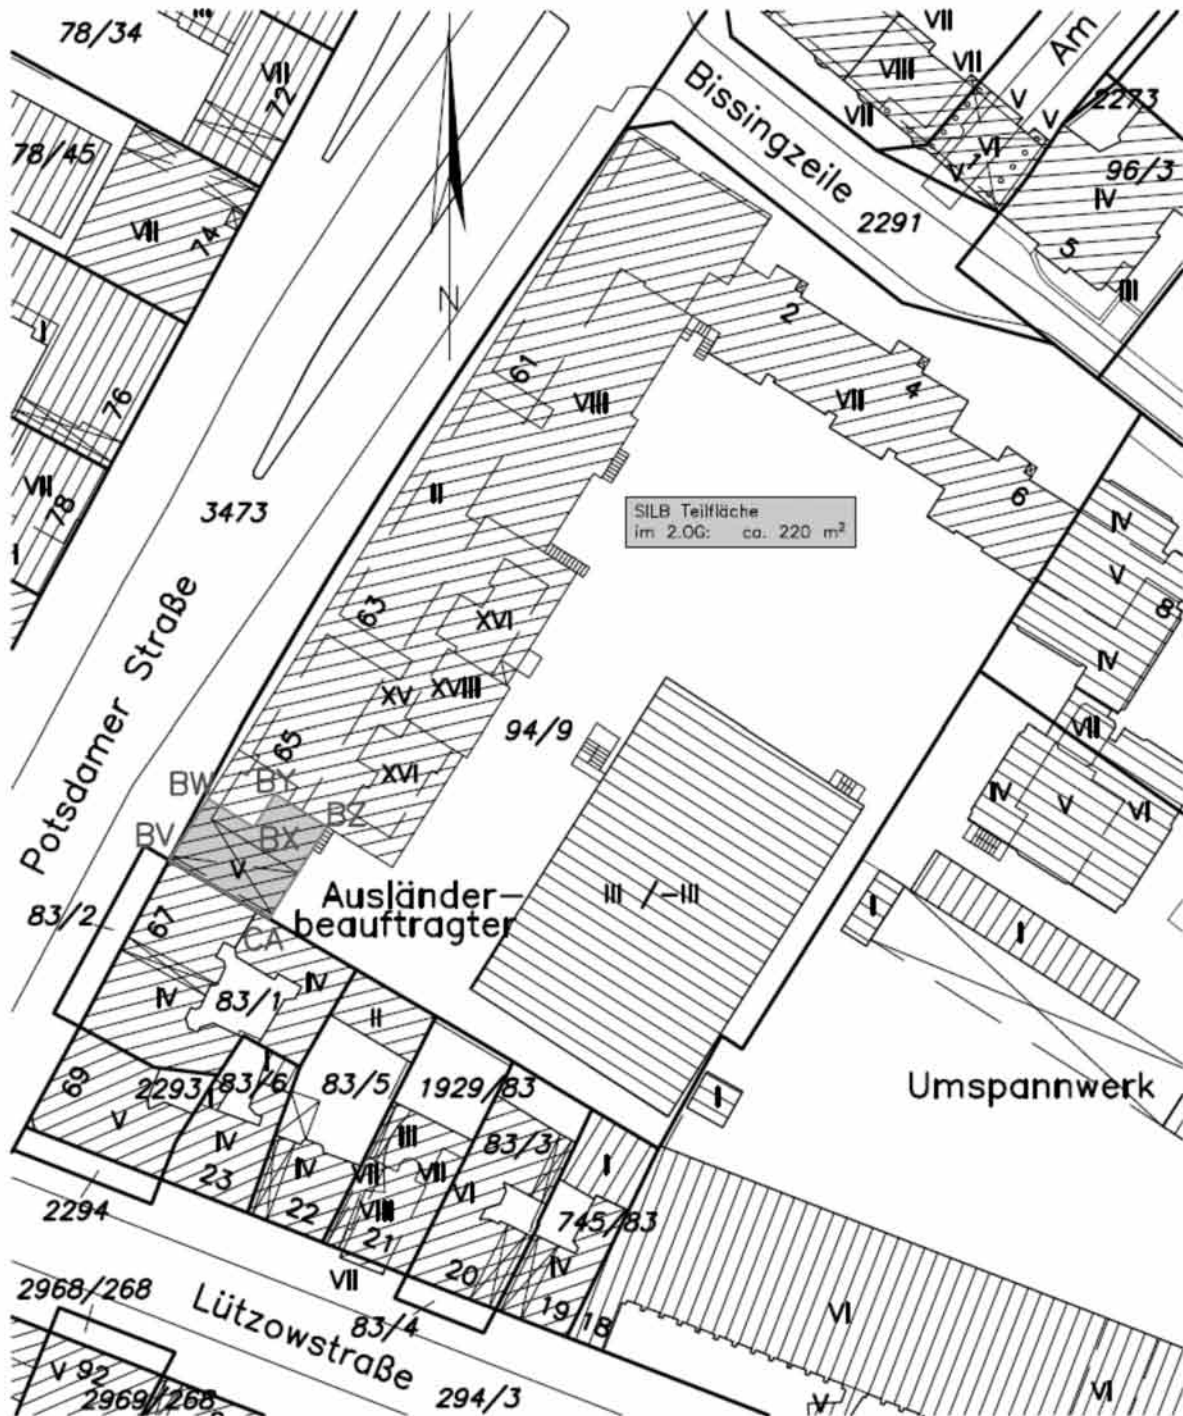 78/34
VII
72
78/45
VII
74
I
76
VII
78
I
3473
Potsdamer Straße
N
VII
VIII
VII
VII
Am
V
V
2273
VI
V
1
96/3
IV
5
III
Bissingzeile
2291
2
4
VII
6
61
VIII
II
SILB Teilfläche
im 2.OG: ca. 220 m²
63
XVI
XV
XVIII
65
XVI
94/9
IV
V
8
IV
VII
IV
V
VI
BW
BY
BZ
BV
BX
V
Ausländer-
beauftragter
CA
III /-III
I
I
83/2
67
IV
83/1
IV
II
I
69
2293
I
83/6
83/5
1929/83
V
IV
23
IV
22
III
VII
VII
VIII
21
VI
83/3
20
I
745/83
IV
19
18
I
Umspannwerk
2294
VII
2968/268
Lützowstraße
83/4
V 92
2969/268
294/3
VI
V
VI